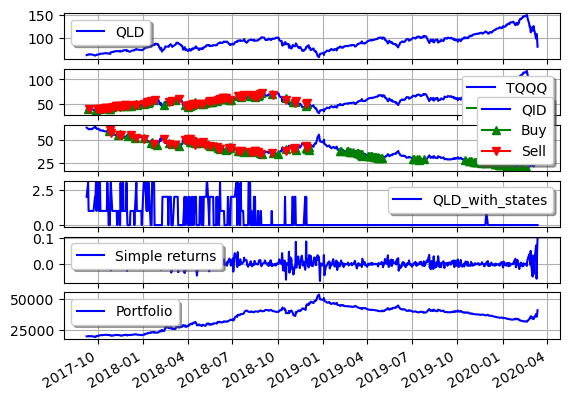 150
100
QLD
100
50
TQQQ
50
25
QID
Buy
Sell
2.5
0.0
QLD_with_states
0.1
0.0
Simple returns
50000
25000
Portfolio
2017-10
2018-01
2018-04
2018-07
2018-10
2019-01
2019-04
2019-07
2019-10
2020-01
2020-04